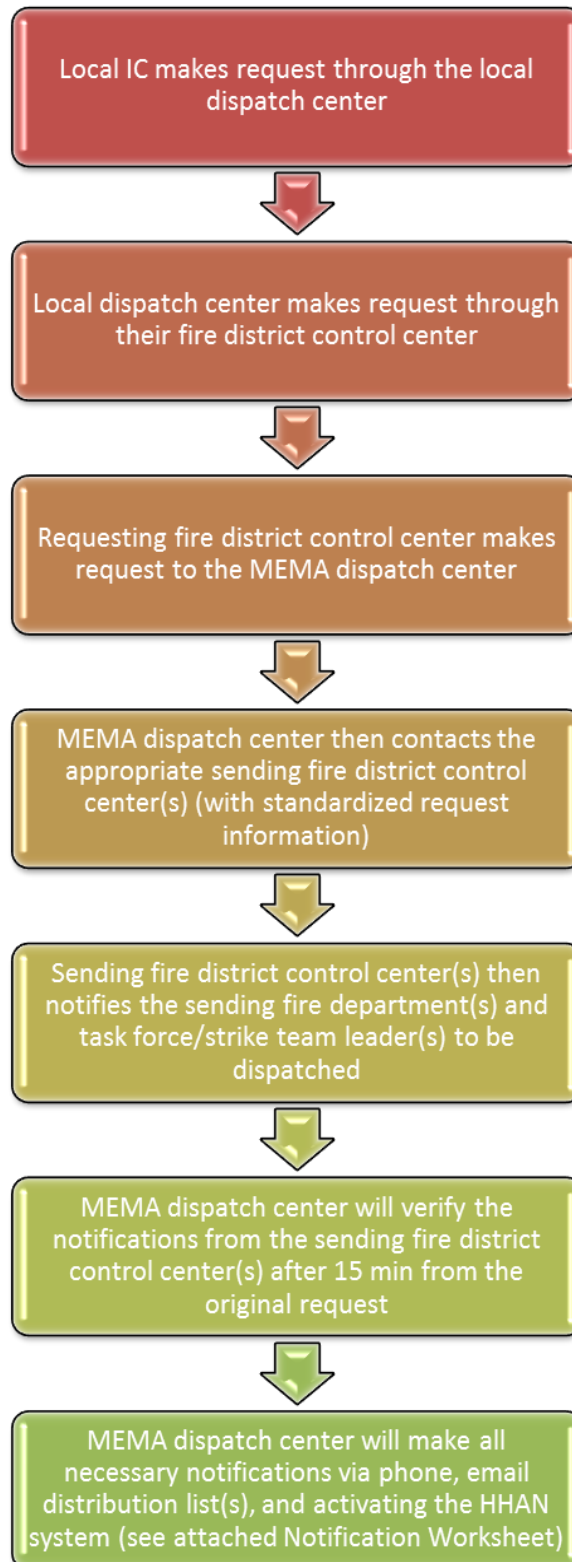 Local IC makes request through the local
dispatch center
Local dispatch center makes request through
their fire district control center
Requesting fire district control center makes
request to the MEMA dispatch center
MEMA dispatch center then contacts the
appropriate sending fire district control
center(s) (with standardized request
information)
Sending fire district control center(s) then
notifies the sending fire department(s) and
task force/strike team leader(s) to be
dispatched
MEMA dispatch center will verify the
notifications from the sending fire district
control center(s) after 15 min from the
original request
MEMA dispatch center will make all
necessary notifications via phone, email
distribution list(s), and activating the HHAN
system (see attached Notification Worksheet)